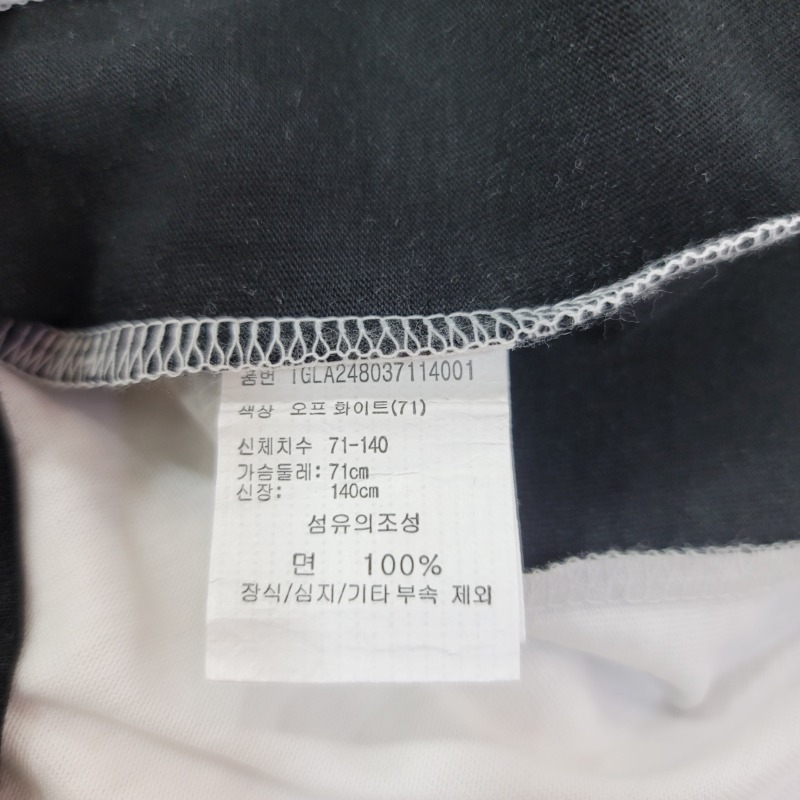 품번 TGLA248037114001
색상 오프 화이트(71)
신체치수 71-140
가슴둘레: 71cm
신장: 140cm
섬유의조성
면 100%
장식/심지/기타 부속 제외